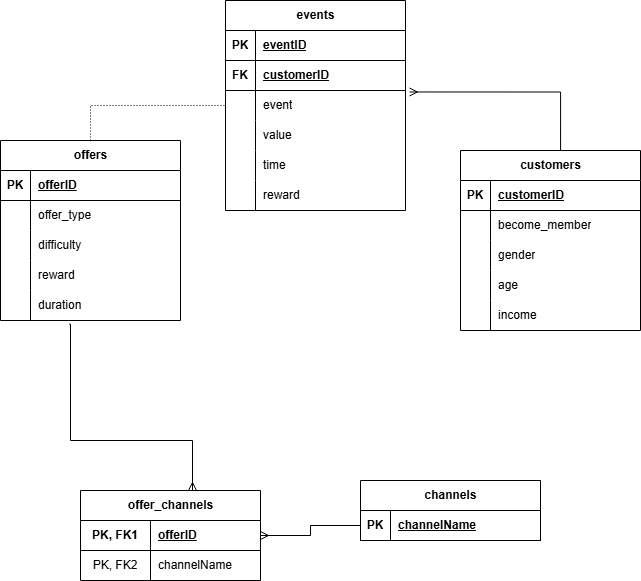 events
PK eventID
FK customerID
event
value
time
reward
offers
PK offerID
offer_type
difficulty
reward
duration
customers
PK customerID
become_member
gender
age
income
offer_channels
PK, FK1 offerID
PK, FK2 channelName
channels
PK channelName